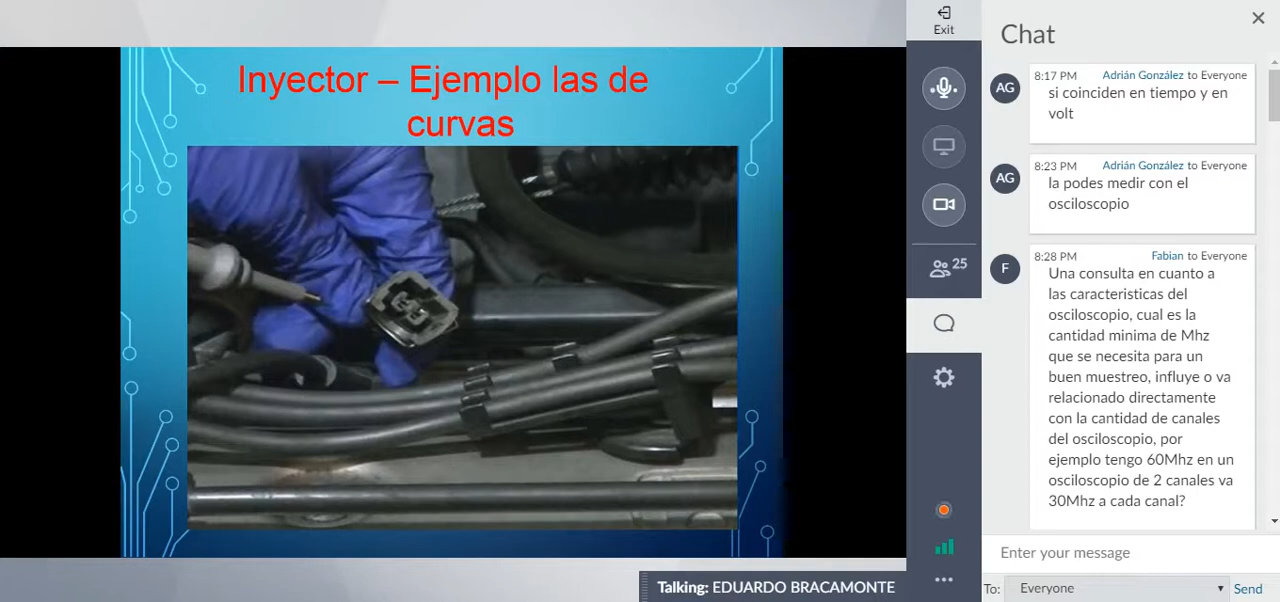 Inyector – Ejemplo las de
curvas
Exit
25
Talking: EDUARDO BRACAMONTE
Chat
AG
8:17 PM Adrián González to Everyone
si coinciden en tiempo y en
volt
AG
8:23 PM Adrián González to Everyone
la podes medir con el
osciloscopio
F
8:28 PM Fabian to Everyone
Una consulta en cuanto a
las caracteristicas del
osciloscopio, cual es la
cantidad minima de Mhz
que se necesita para un
buen muestreo, influye o va
relacionado directamente
con la cantidad de canales
del osciloscopio, por
ejemplo tengo 60Mhz en un
osciloscopio de 2 canales va
30Mhz a cada canal?
Enter your message
To: Everyone Send